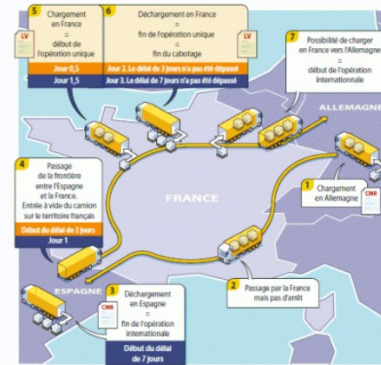 5
Chargement
en France
=
début de
l'opération unique
LV
Jour 0,5
Jour 1,5
6
Déchargement en France
=
fin de l'opération unique
=
fin du cabotage
LV
Jour 2. Le délai de 3 jours n'a pas été dépassé
Jour 3. Le délai de 7 jours n'a pas été dépassé
7
Possibilité de charger
en France vers l'Allemagne
=
début de l'opération
internationale
ALLEMAGNE
4
Passage
de la frontière
entre l'Espagne
et la France.
Entrée à vide du camion
sur le territoire français
Début du délai de 3 jours
Jour 1
FRANCE
1
Chargement
en Allemagne
CMR
ESPAGNE
2
Passage par la France
mais pas d'arrêt
3
Déchargement
en Espagne
=
fin de l'opération
internationale
CMR
Début du délai
de 7 jours